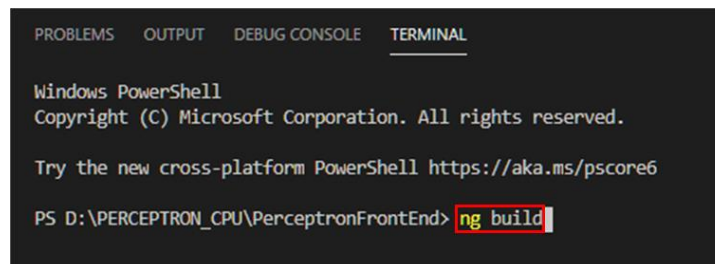 PROBLEMS OUTPUT DEBUG CONSOLE TERMINAL
Windows PowerShell
Copyright (C) Microsoft Corporation. All rights reserved.
Try the new cross-platform PowerShell https://aka.ms/pscore6
PS D:\PERCEPTRON_CPU\PerceptronFrontEnd> ng build